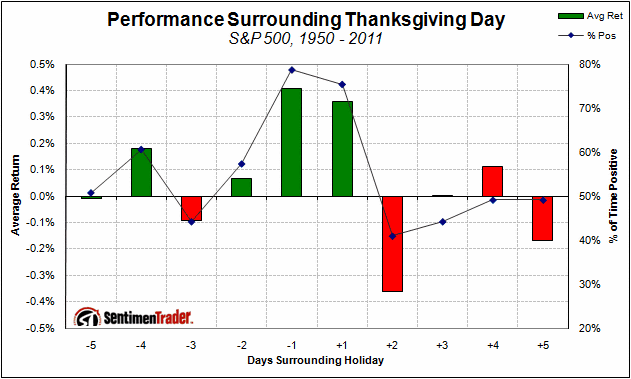 Performance Surrounding Thanksgiving Day
S&P 500, 1950 - 2011
Avg Ret
% Pos
0.5%
0.4%
0.3%
0.2%
0.1%
0.0%
-0.1%
-0.2%
-0.3%
-0.4%
-0.5%
Average Return
80%
70%
60%
50%
40%
30%
20%
% of Time Positive
SentimenTrader
-5 -4 -3 -2 -1 +1 +2 +3 +4 +5
Days Surrounding Holiday